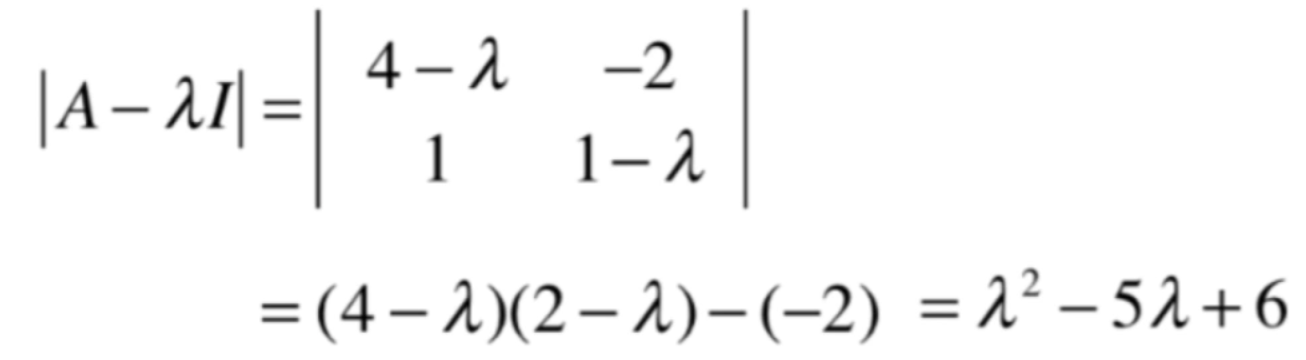 |A − λI| = | 4 − λ  −2 |
| 1  1 − λ |
= (4 − λ)(2 − λ) − (−2) = λ² − 5λ + 6